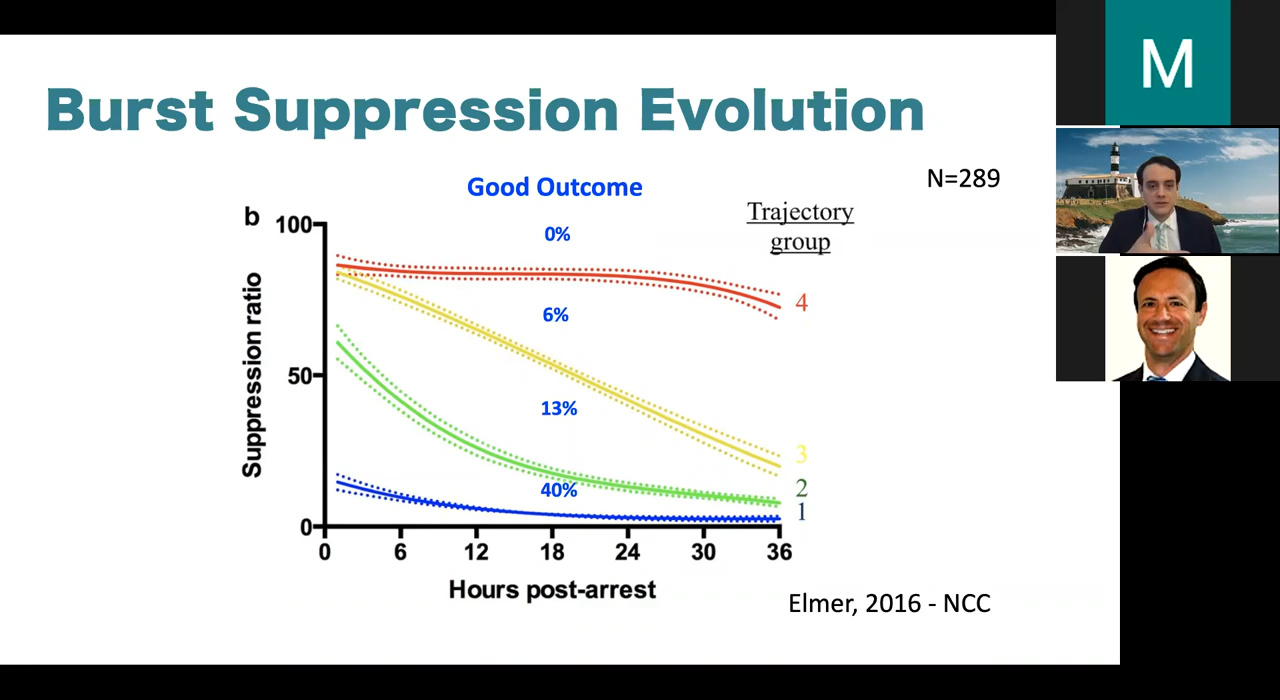 Burst Suppression Evolution
N=289
Good Outcome
Trajectory
group
b
100
50
0
Suppression ratio
0%
6%
13%
40%
4
3
2
1
0 6 12 18 24 30 36
Hours post-arrest
Elmer, 2016 - NCC
M